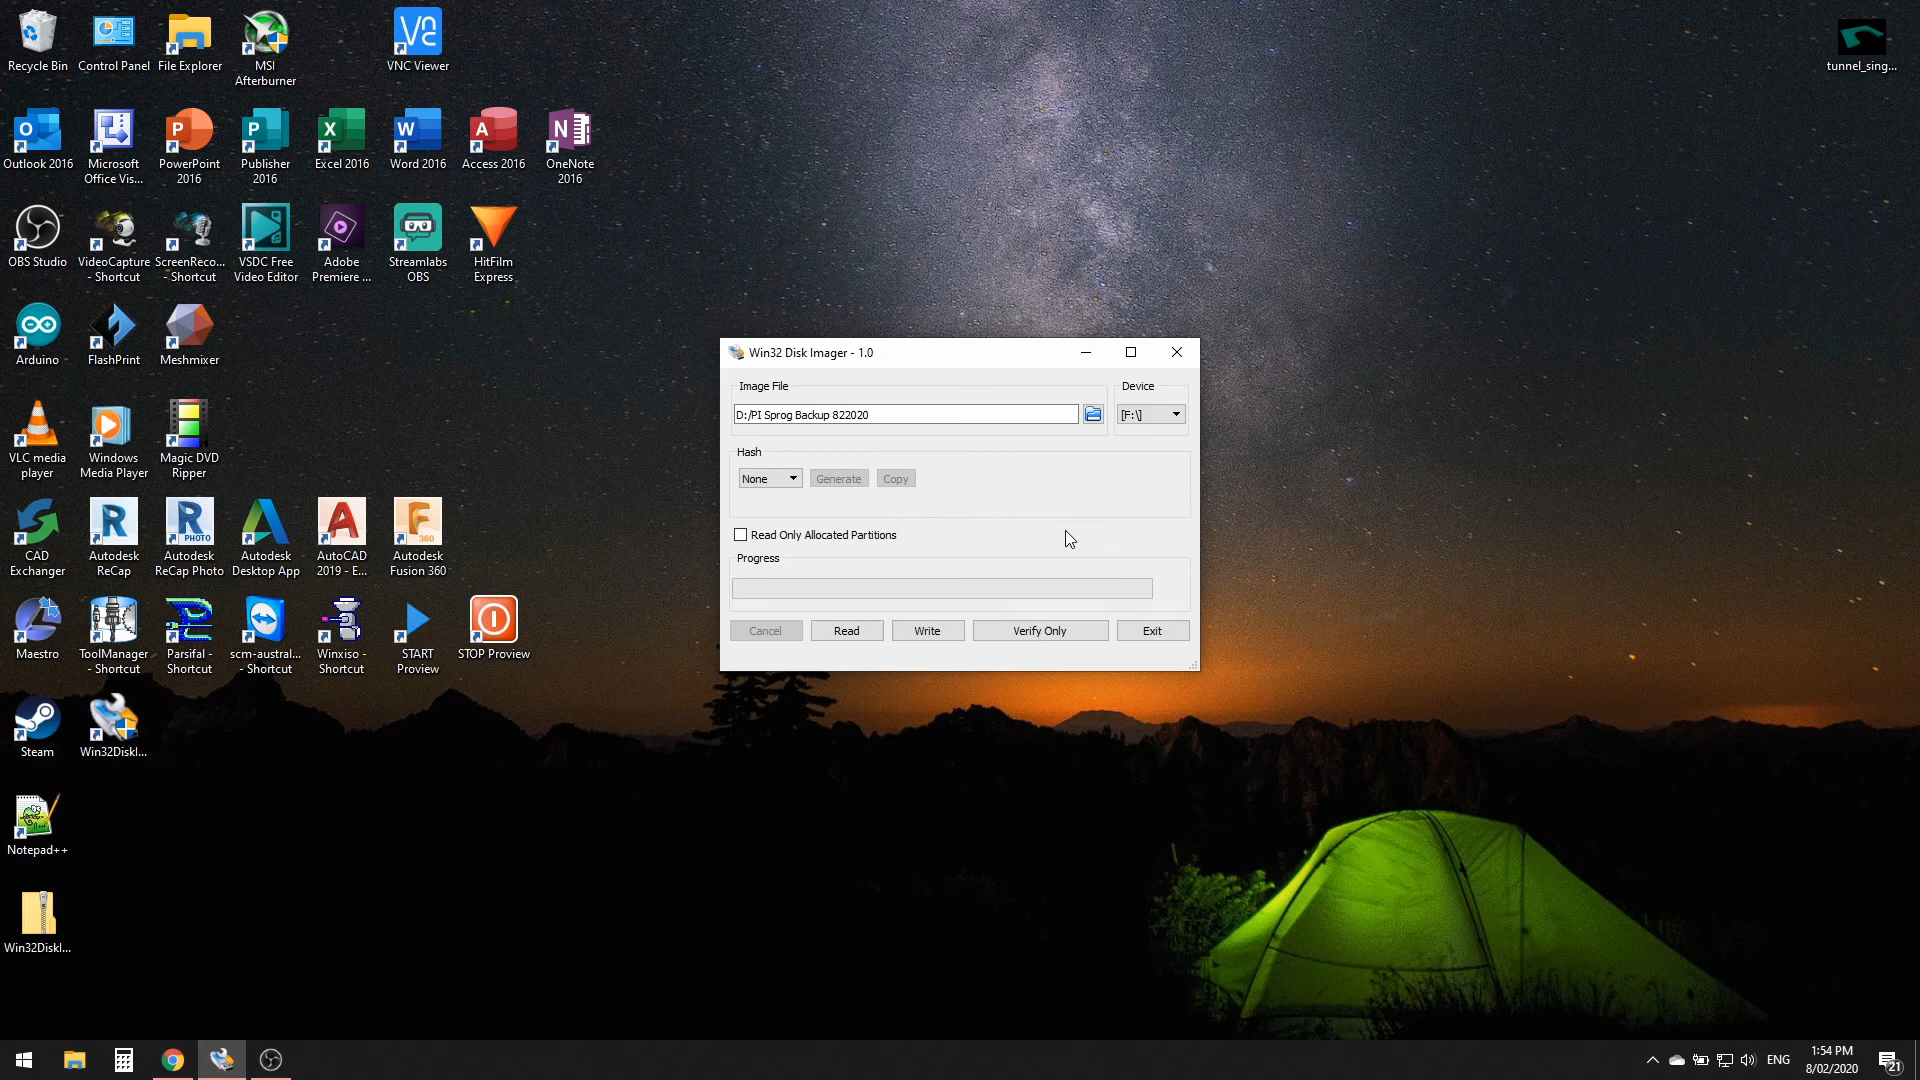 Recycle Bin
Control Panel
File Explorer
MSI
Afterburner
VNC Viewer
tunnel_sing...
Outlook 2016
Microsoft
Office Vis...
PowerPoint
2016
Publisher
2016
Excel 2016
Word 2016
Access 2016
OneNote
2016
OBS Studio
VideoCapture
- Shortcut
ScreenReco...
- Shortcut
VSDC Free
Video Editor
Adobe
Premiere ...
Streamlabs
OBS
HitFilm
Express
Arduino
FlashPrint
Meshmixer
Win32 Disk Imager - 1.0
Image File
Device
D:/PI Sprog Backup 822020
[F:\]
Hash
None
Generate
Copy
Read Only Allocated Partitions
Progress
Cancel
Read
Write
Verify Only
Exit
VLC media
player
Windows
Media Player
Magic DVD
Ripper
CAD
Exchanger
Autodesk
ReCap
PHOTO
Autodesk
ReCap Photo
Autodesk
Desktop App
AutoCAD
2019 - E...
360
Autodesk
Fusion 360
Maestro
ToolManager
- Shortcut
Parsifal -
Shortcut
scm-austral...
- Shortcut
Winxiso -
Shortcut
START
Proview
STOP Proview
Steam
Win32DiskI...
Notepad++
Win32DiskI...
ENG
1:54 PM
8/02/2020
21